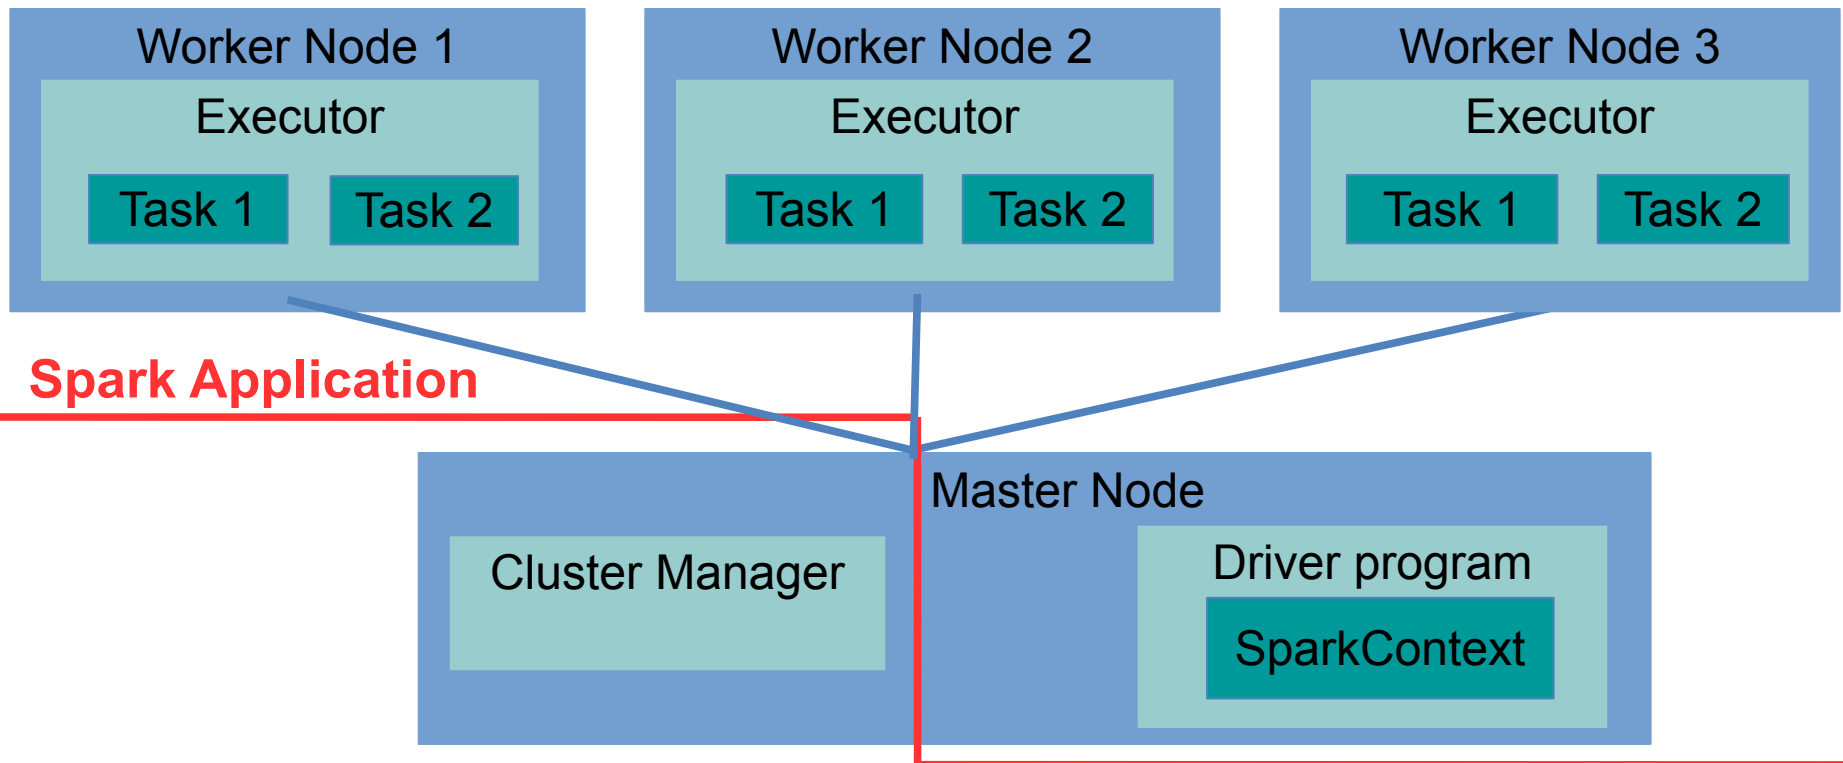 Worker Node 1
Executor
Task 1
Task 2
Worker Node 2
Executor
Task 1
Task 2
Worker Node 3
Executor
Task 1
Task 2
Spark Application
Master Node
Cluster Manager
Driver program
SparkContext